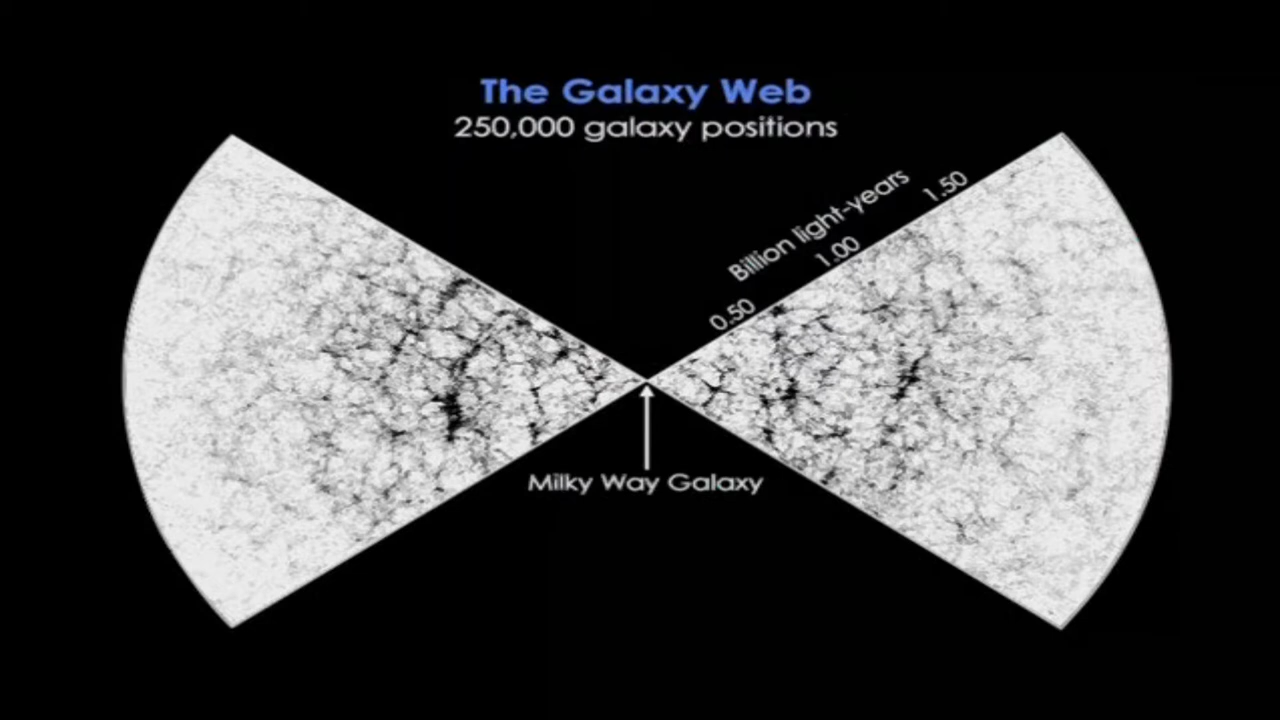 The Galaxy Web
250,000 galaxy positions
Billion light-years
0.50
1.00
1.50
Milky Way Galaxy